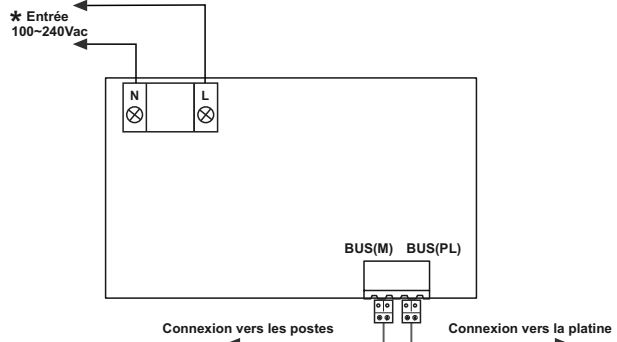 * Entrée
100~240Vac
N L
BUS(M) BUS(PL)
Connexion vers les postes Connexion vers la platine